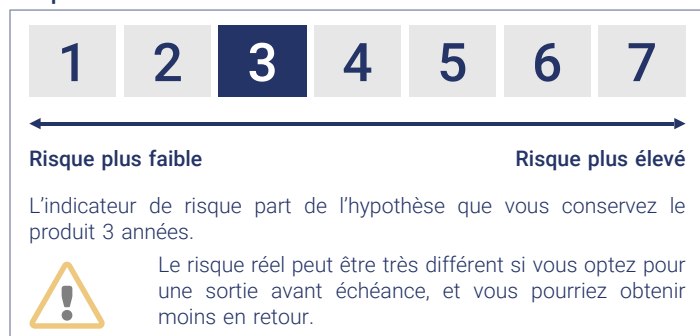 1 2 3 4 5 6 7
Risque plus faible Risque plus élevé
L'indicateur de risque part de l'hypothèse que vous conservez le
produit 3 années.
Le risque réel peut être très différent si vous optez pour
une sortie avant échéance, et vous pourriez obtenir
moins en retour.